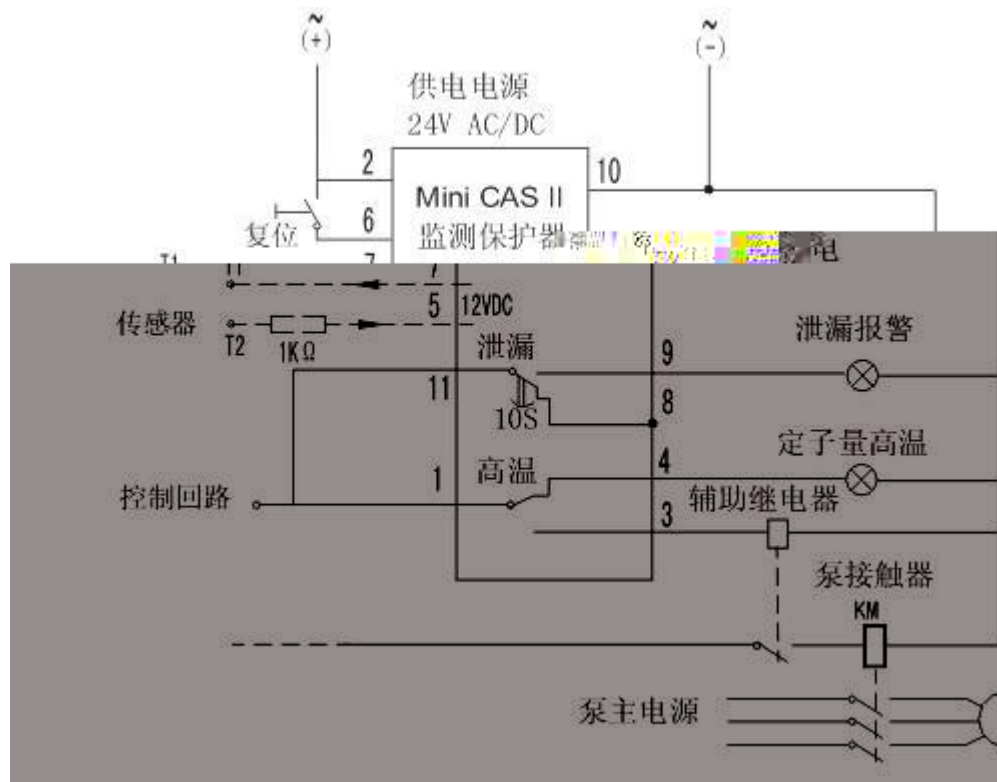 ~ ~
(+) (-)
供电电源
24V AC/DC
2 10
Mini CAS II
6
复位 监测保护器
电
T1 7
5 12VDC
传感器 泄漏报警
T2 1KΩ 泄漏 9
11
10S 8
定子量高温
1 高温 4
控制回路 辅助继电器
3
泵接触器
KM
泵主电源